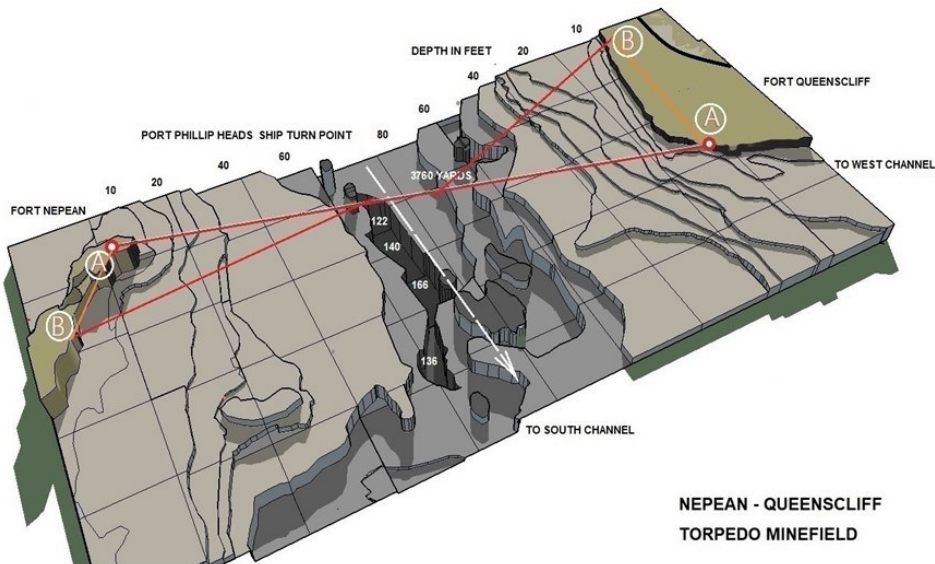 10
B
DEPTH IN FEET
20
40
FORT QUEENSCLIFF
60
A
PORT PHILLIP HEADS SHIP TURN POINT
80
60
40
20
10
TO WEST CHANNEL
3760 YARDS
FORT NEPEAN
122
140
A
166
B
136
TO SOUTH CHANNEL
NEPEAN - QUEENSCLIFF
TORPEDO MINEFIELD